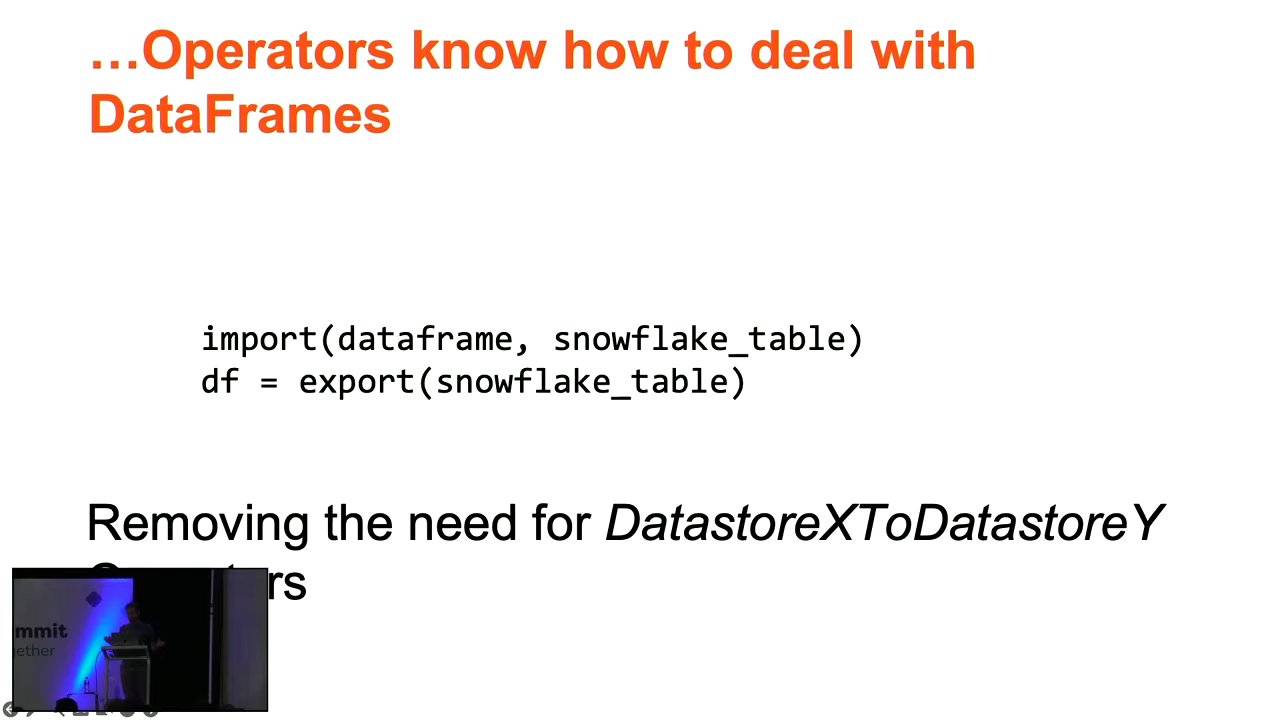 …Operators know how to deal with
DataFrames
import(dataframe, snowflake_table)
df = export(snowflake_table)
Removing the need for DatastoreXToDatastoreY
mmit
ether